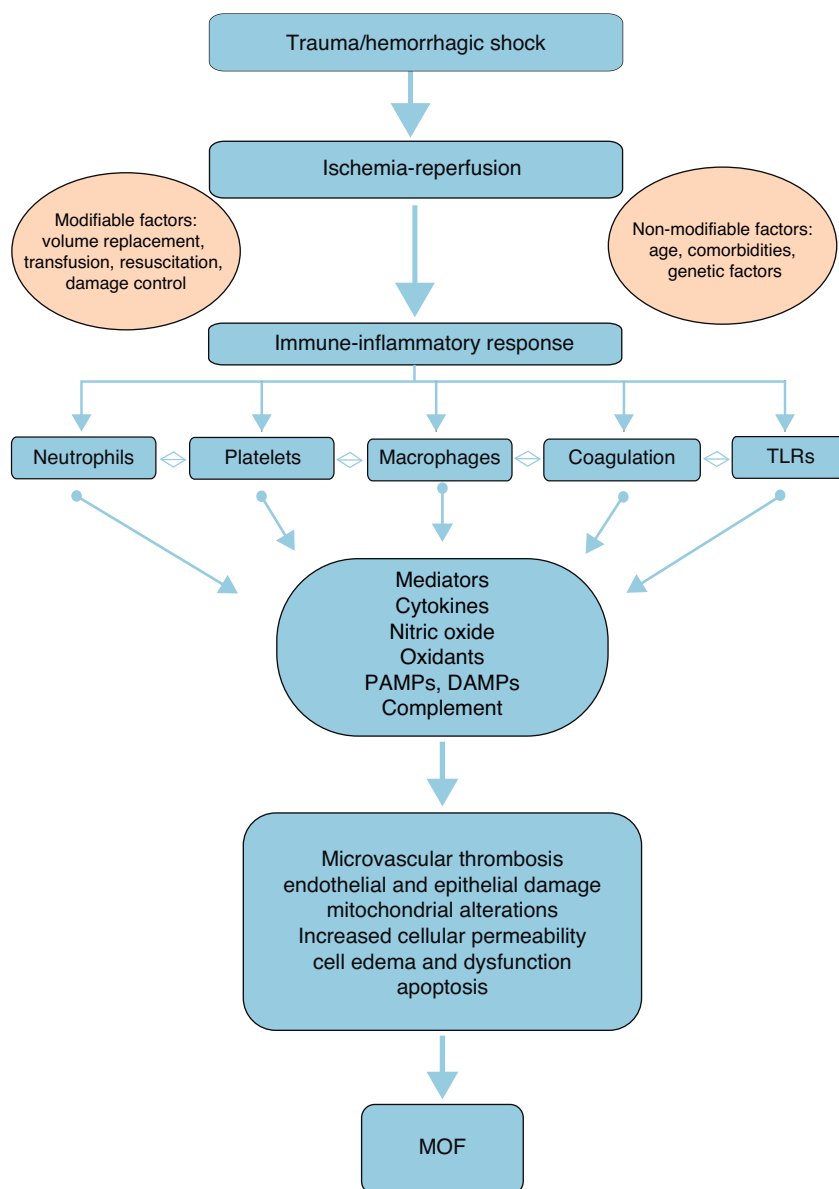 Trauma/hemorrhagic shock
Ischemia-reperfusion
Modifiable factors:
volume replacement,
transfusion, resuscitation,
damage control
Non-modifiable factors:
age, comorbidities,
genetic factors
Immune-inflammatory response
Neutrophils
Platelets
Macrophages
Coagulation
TLRs
Mediators
Cytokines
Nitric oxide
Oxidants
PAMPs, DAMPs
Complement
Microvascular thrombosis
endothelial and epithelial damage
mitochondrial alterations
Increased cellular permeability
cell edema and dysfunction
apoptosis
MOF